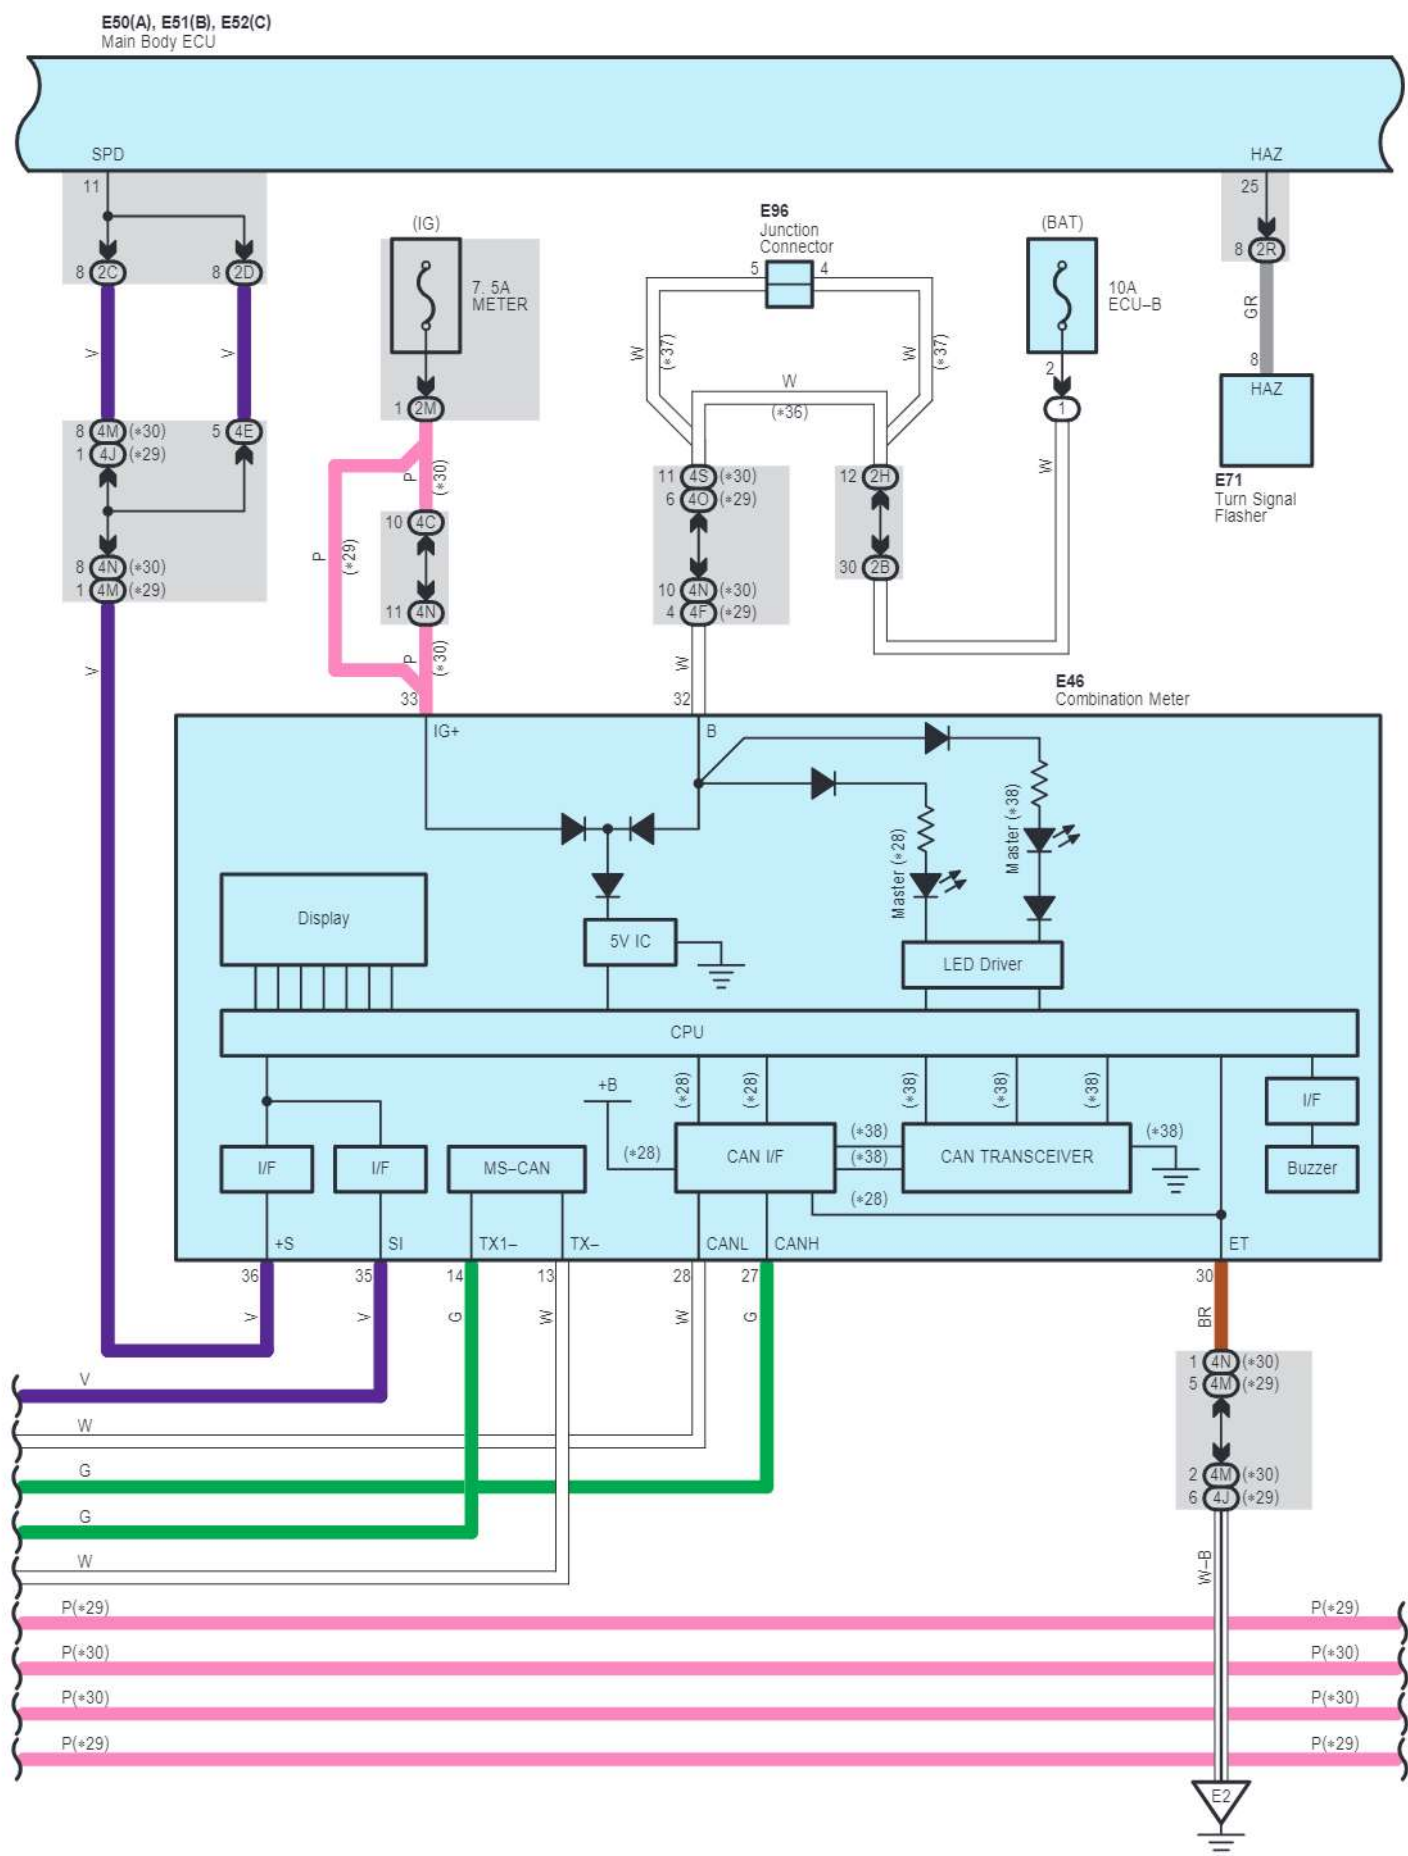 E50(A), E51(B), E52(C)
Main Body ECU
SPD
HAZ
11
25
8 2C
8 2D
8 2R
(IG)
7. 5A
METER
1 2M
E96
Junction
Connector
5
4
(BAT)
10A
ECU–B
2
1
GR
8
HAZ
E71
Turn Signal
Flasher
V
V
W
(*37)
W
(*36)
W
(*37)
W
8 4M (*30)
1 4J (*29)
5 4E
8 4N (*30)
1 4M (*29)
P
(*30)
P
(*29)
10 4C
11 4N
P
(*30)
33
11 4S (*30)
6 4O (*29)
10 4N (*30)
4 4F (*29)
12 2H
30 2B
W
32
V
E46
Combination Meter
IG+
B
Master (*28)
Master (*38)
Display
5V IC
LED Driver
CPU
+B
(*28)
(*28)
(*28)
(*38)
(*38)
(*38)
I/F
I/F
MS–CAN
CAN I/F
(*38)
(*38)
(*28)
CAN TRANSCEIVER
(*38)
I/F
Buzzer
+S
SI
TX1–
TX–
CANL
CANH
ET
36
35
14
13
28
27
30
V
V
G
W
W
G
BR
1 4N (*30)
5 4M (*29)
2 4M (*30)
6 4J (*29)
V
W
G
G
W
W–B
P(*29)
P(*29)
P(*30)
P(*30)
P(*30)
P(*30)
P(*29)
P(*29)
E2